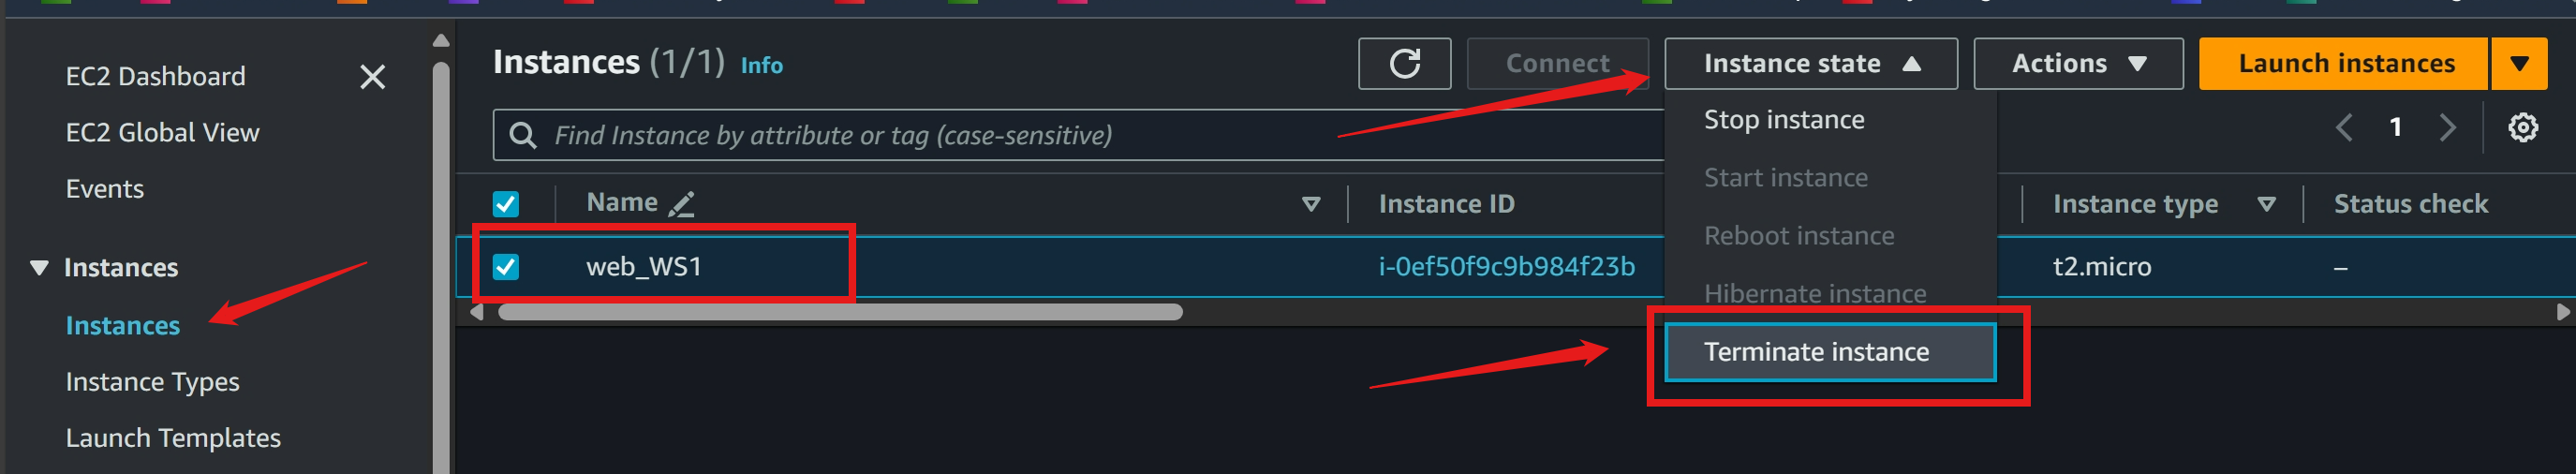 EC2 Dashboard
EC2 Global View
Events
Instances
Instances
Instance Types
Launch Templates
Instances (1/1) Info
Connect
Instance state
Actions
Launch instances
Find Instance by attribute or tag (case-sensitive)
1
Stop instance
Start instance
Reboot instance
Hibernate instance
Terminate instance
Name
Instance ID
Instance type
Status check
web_WS1
i-0ef50f9c9b984f23b
t2.micro
–